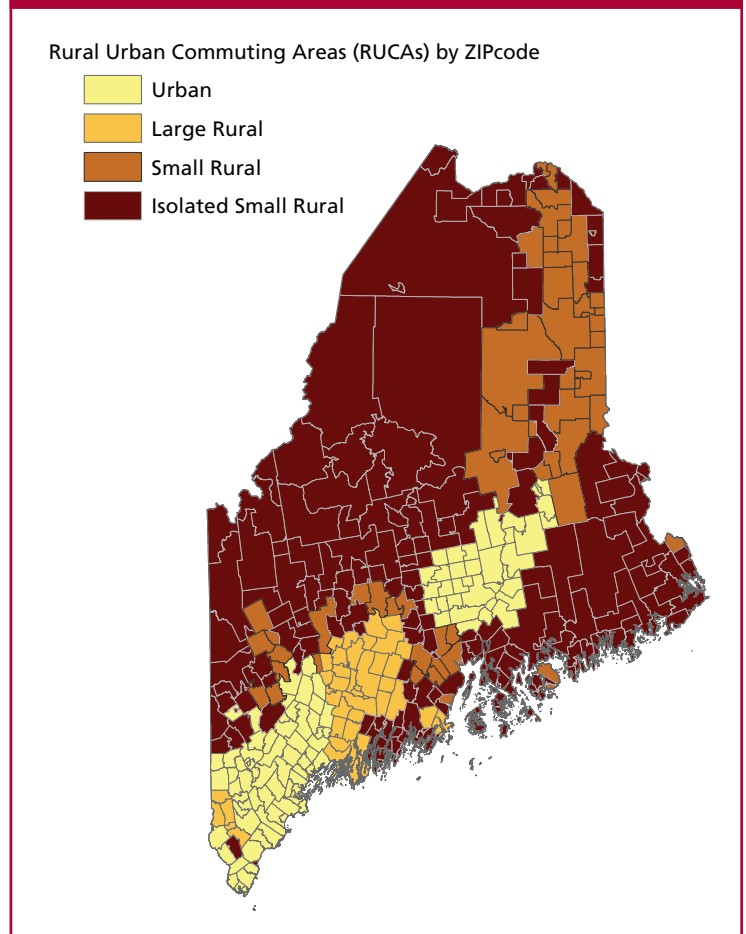 Rural Urban Commuting Areas (RUCAs) by ZIPcode
Urban
Large Rural
Small Rural
Isolated Small Rural